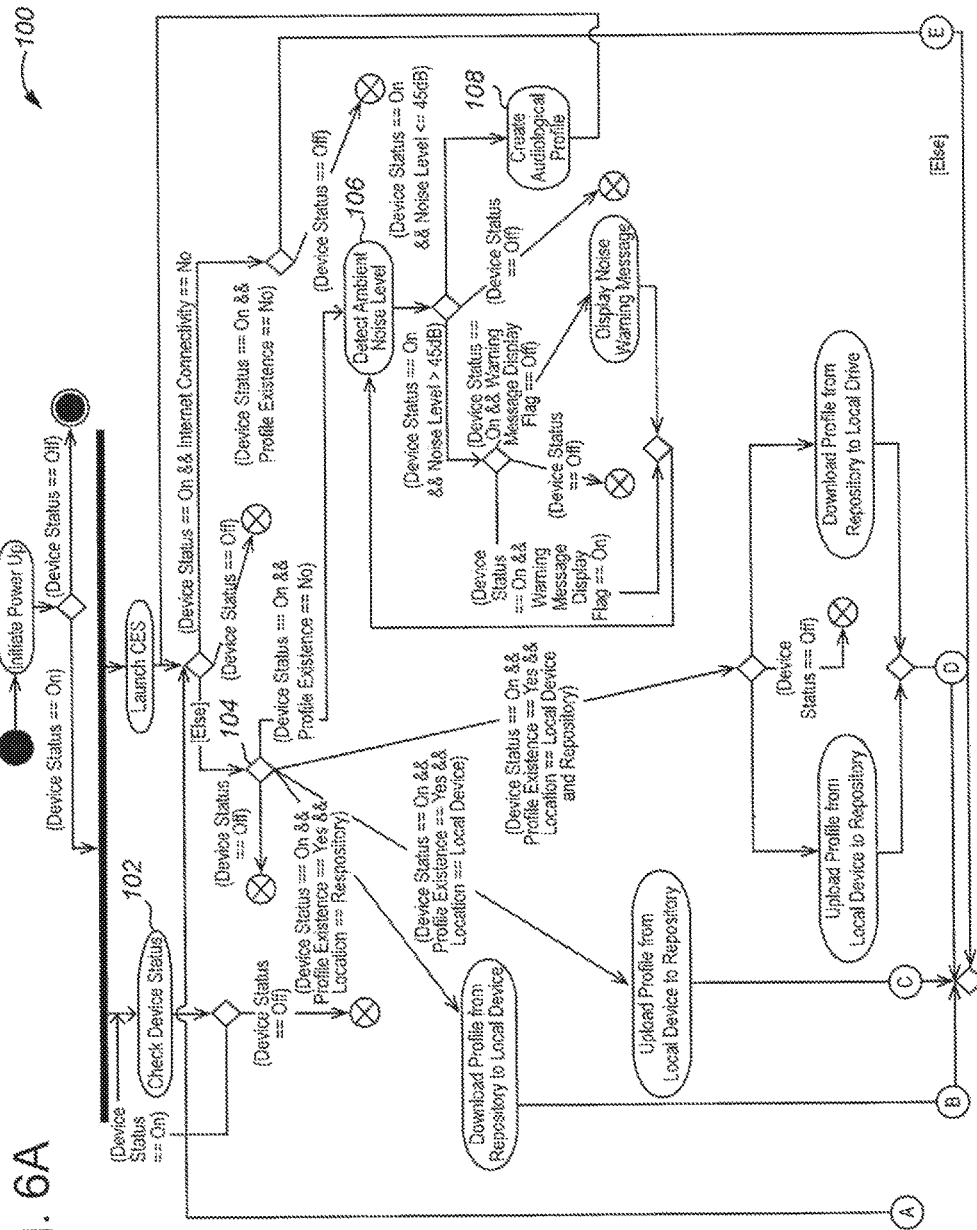 . 6A
100
Initiate Power Up
{Device Status == On}
{Device Status == Off}
{Device
Status
== On}
102
Check Device Status
{Device Status
== Off}
Launch CES
{Device Status == On && Internet Connectivity == No
[Else]
{Device Status == Off}
104
{Device Status
== Off}
{Device Status == On &&
Profile Existence == No}
{Device Status == On &&
Profile Existence == No}
{Device Status == Off}
{Device Status == On &&
Profile Existence == Yes &&
Location == Respository}
{Device Status == On &&
Profile Existence == Yes &&
Location == Local Device}
{Device Status == On &&
Profile Existence == Yes &&
Location == Local Device
and Repository}
106
Detect Ambient
Noise Level
{Device Status == On
&& Noise Level <= 45dB}
{Device Status == On
&& Noise Level > 45dB}
108
Create
Audiological
Profile
{Device Status
== Off}
{Device Status ==
On && Warning
Message Display
Flag == Off}
{Device Status
== Off}
{Device
Status
== On &&
Warning
Message
Display
Flag == On}
Display Noise
Warning Message
Download Profile from
Repository to Local Device
Upload Profile from
Local Device to Repository
Upload Profile from
Local Device to Repository
{Device
Status == Off}
Download Profile from
Repository to Local Drive
[Else]
A
B
C
D
E